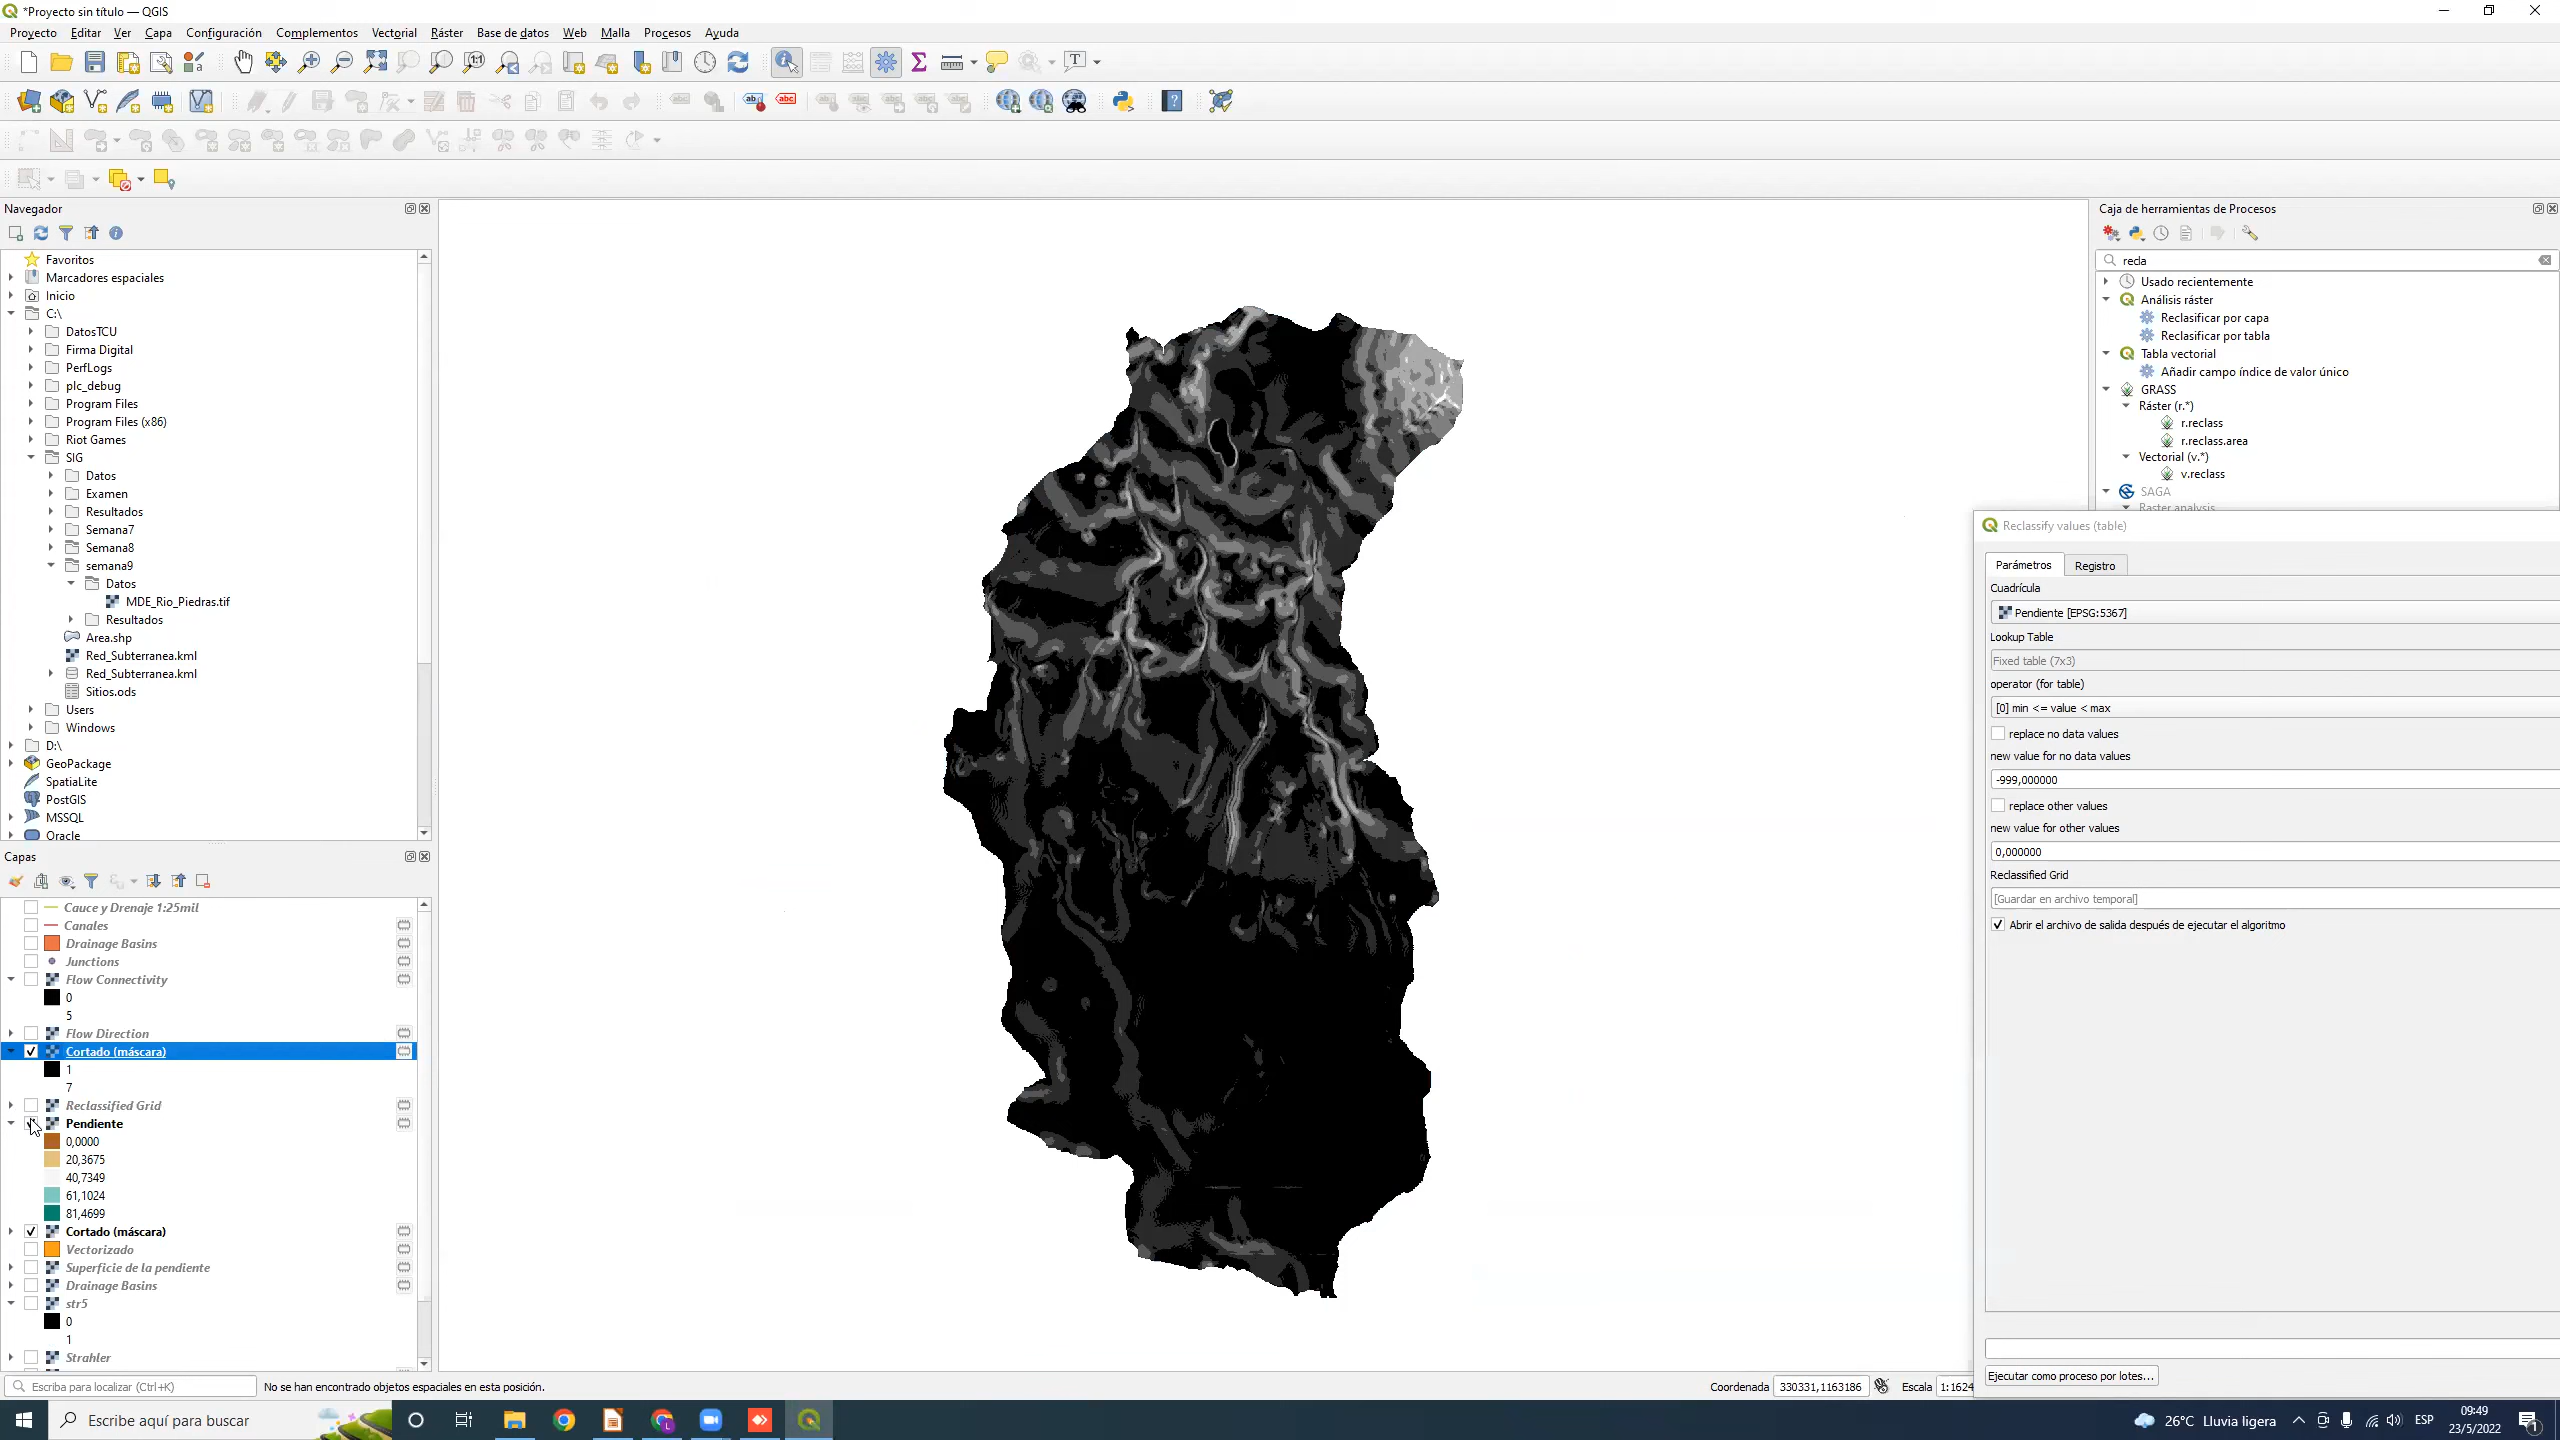 *Proyecto sin título — QGIS
Proyecto Editar Ver Capa Configuración Complementos Vectorial Ráster Base de datos Web Malla Procesos Ayuda
Navegador
Favoritos
Marcadores espaciales
Inicio
C:\
DatosTCU
Firma Digital
PerfLogs
plc_debug
Program Files
Program Files (x86)
Riot Games
SIG
Datos
Examen
Resultados
Semana7
Semana8
semana9
Datos
MDE_Rio_Piedras.tif
Resultados
Area.shp
Red_Subterranea.kml
Red_Subterranea.kml
Sitios.ods
Users
Windows
D:\
GeoPackage
SpatiaLite
PostGIS
MSSQL
Oracle
Capas
Cauce y Drenaje 1:25mil
Canales
Drainage Basins
Junctions
Flow Connectivity
0
5
Flow Direction
Cortado (máscara)
1
7
Reclassified Grid
Pendiente
0,0000
20,3675
40,7349
61,1024
81,4699
Cortado (máscara)
Vectorizado
Superficie de la pendiente
Drainage Basins
str5
0
1
Strahler
Caja de herramientas de Procesos
recla
Usado recientemente
Análisis ráster
Reclasificar por capa
Reclasificar por tabla
Tabla vectorial
Añadir campo índice de valor único
GRASS
Ráster (r.*)
r.reclass
r.reclass.area
Vectorial (v.*)
v.reclass
SAGA
Raster analysis
Reclassify values (table)
Parámetros Registro
Cuadrícula
Pendiente [EPSG:5367]
Lookup Table
Fixed table (7x3)
operator (for table)
[0] min <= value < max
replace no data values
new value for no data values
-999,000000
replace other values
new value for other values
0,000000
Reclassified Grid
[Guardar en archivo temporal]
Abrir el archivo de salida después de ejecutar el algoritmo
Ejecutar como proceso por lotes...
Escriba para localizar (Ctrl+K) No se han encontrado objetos espaciales en esta posición. Coordenada 330331,1163186 Escala 1:1624
Escribe aquí para buscar
26°C Lluvia ligera ESP 09:49
23/5/2022